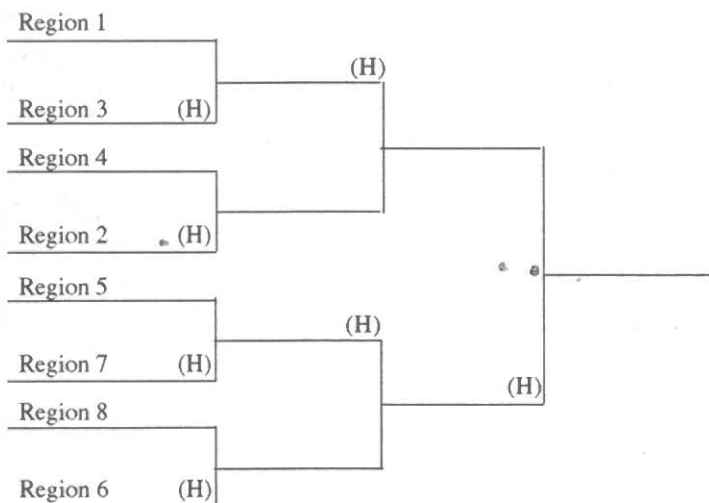 Region 1
(H)
Region 3 (H)
Region 4
Region 2 (H)
Region 5
(H)
Region 7 (H)
(H)
Region 8
Region 6 (H)